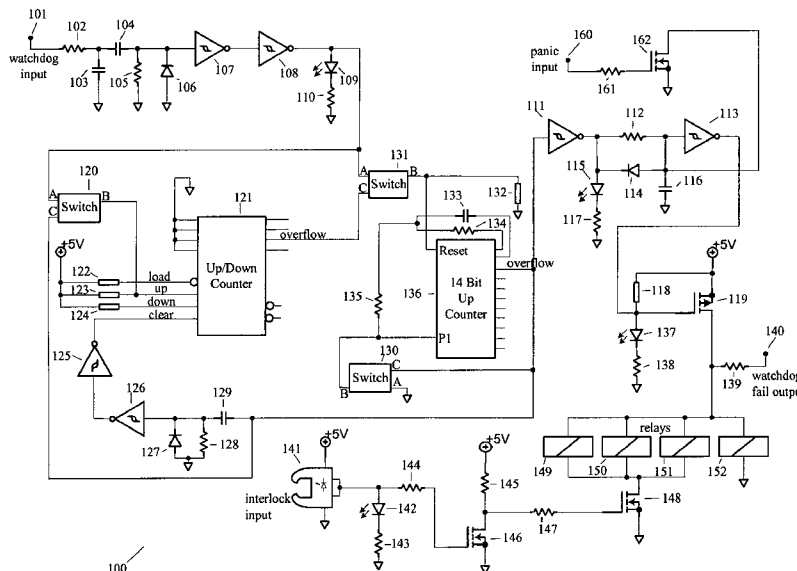 101
102
104
watchdog
input
103
105
106
107
108
109
110
160
panic
input
161
162
111
112
113
114
115
116
117
120
A
C
Switch
B
131
A
C
Switch
B
132
+5V
121
Up/Down
Counter
overflow
122
load
123
up
124
down
clear
133
134
135
136
Reset
14 Bit
Up
Counter
overflow
P1
130
Switch
B
C
A
125
126
127
128
129
+5V
118
119
137
138
139
140
watchdog
fail output
relays
149
150
151
152
141
+5V
interlock
input
142
143
144
+5V
145
146
147
148
100